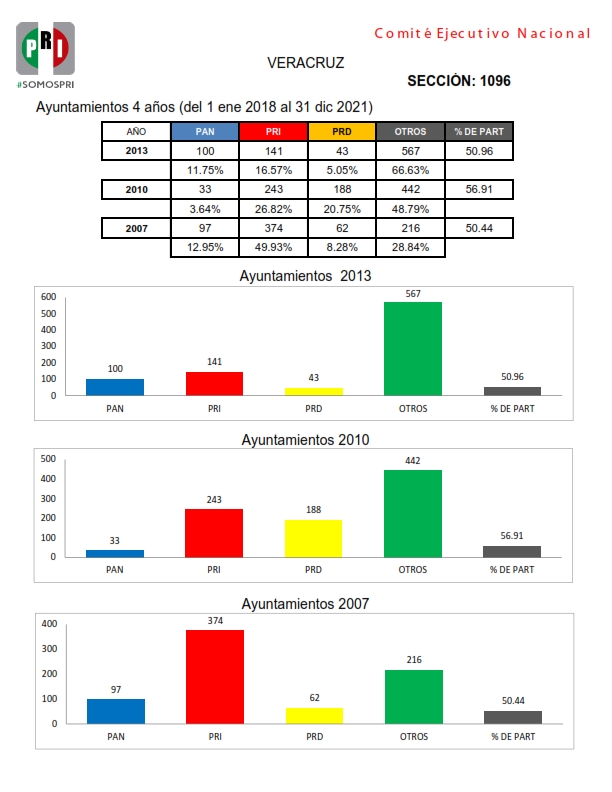 Comité Ejecutivo Nacional
PRI
#SOMOSPRI
VERACRUZ
SECCIÓN: 1096
Ayuntamientos 4 años (del 1 ene 2018 al 31 dic 2021)
AÑO PAN PRI PRD OTROS % DE PART
2013 100 141 43 567 50.96
11.75% 16.57% 5.05% 66.63%
2010 33 243 188 442 56.91
3.64% 26.82% 20.75% 48.79%
2007 97 374 62 216 50.44
12.95% 49.93% 8.28% 28.84%
Ayuntamientos 2013
600
500
400
300
200
100
0
100 141 43 567 50.96
PAN PRI PRD OTROS % DE PART
Ayuntamientos 2010
500
400
300
200
100
0
33 243 188 442 56.91
PAN PRI PRD OTROS % DE PART
Ayuntamientos 2007
400
300
200
100
0
97 374 62 216 50.44
PAN PRI PRD OTROS % DE PART